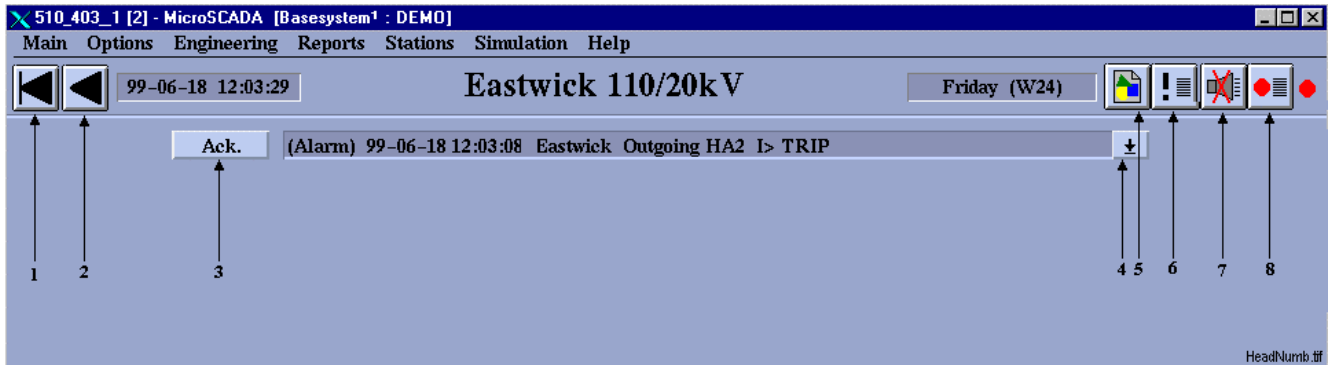 510_403_1 [2] - MicroSCADA [Basesystem¹ : DEMO]
Main Options Engineering Reports Stations Simulation Help
99-06-18 12:03:29 Eastwick 110/20kV Friday (W24)
Ack. (Alarm) 99-06-18 12:03:08 Eastwick Outgoing HA2 I> TRIP
1 2 3 4 5 6 7 8
HeadNumb.tif